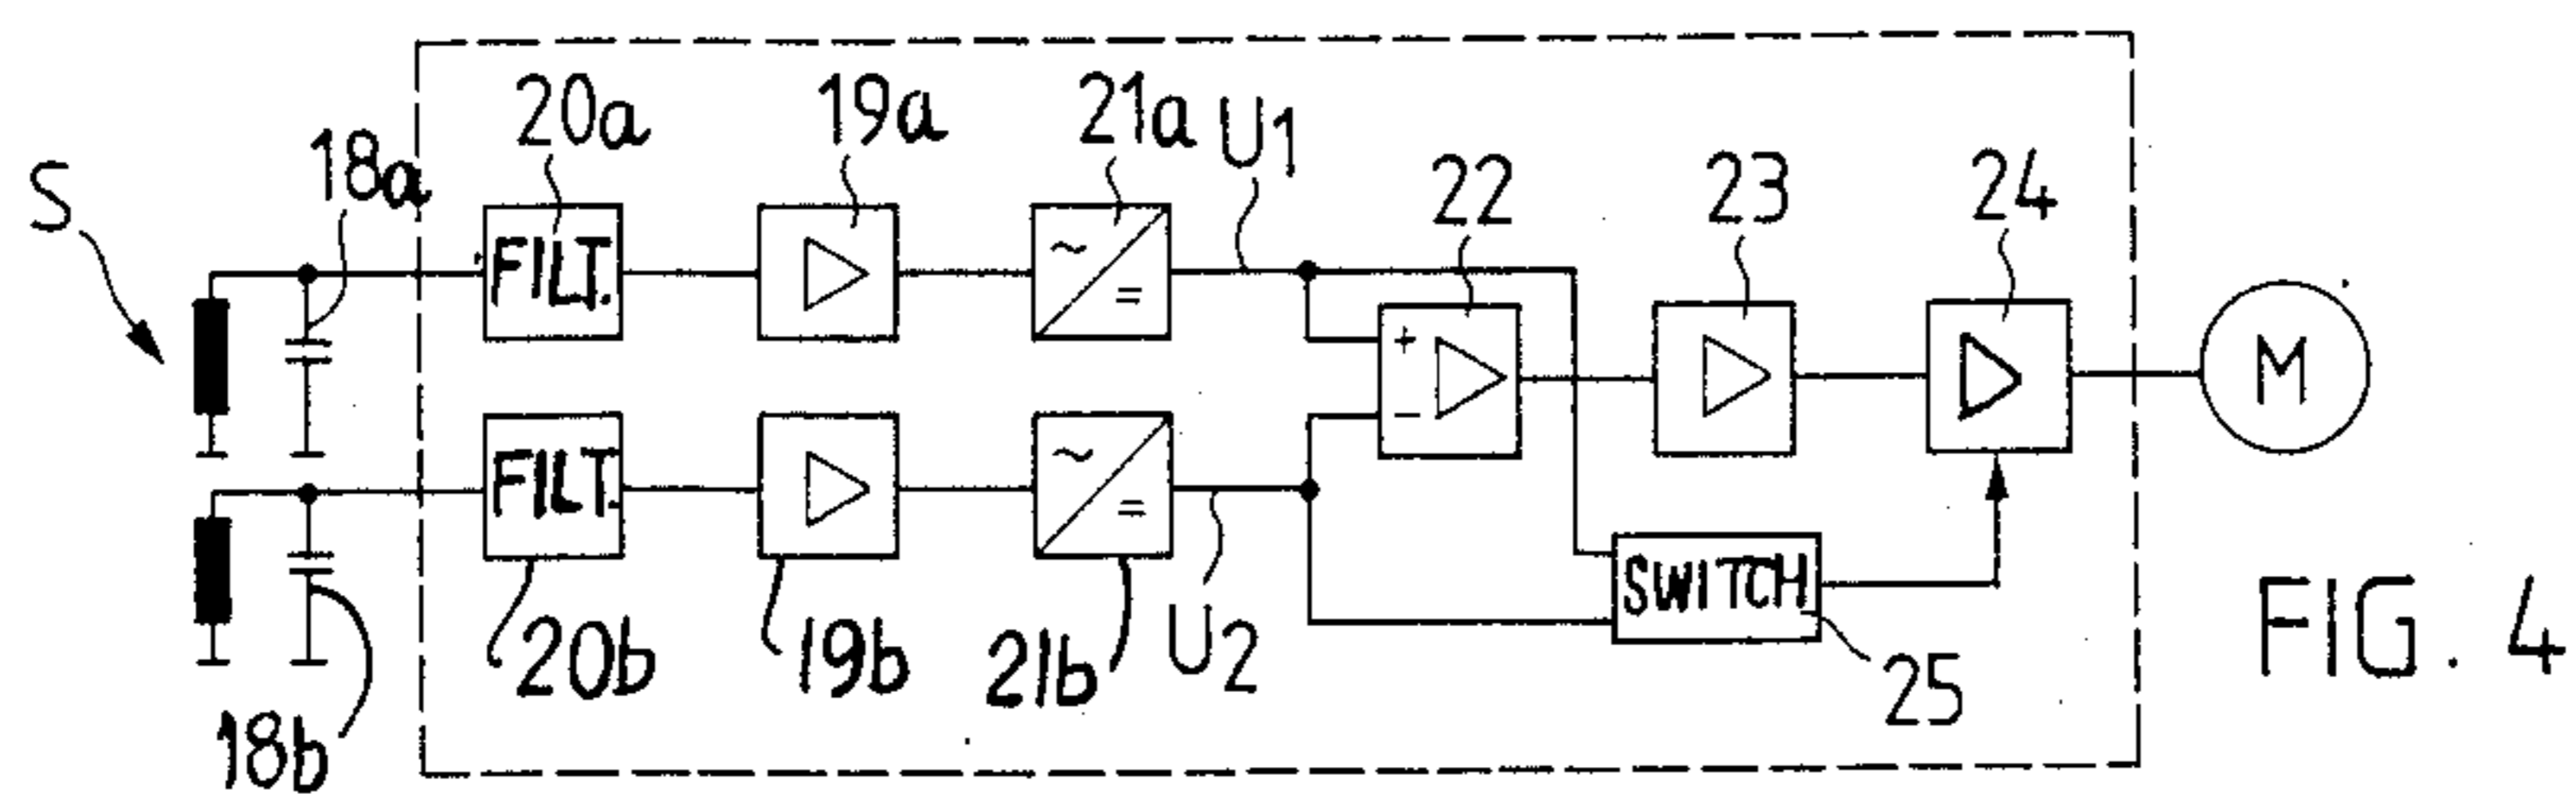 S
18a
20a
19a
21a
U1
22
23
24
FILT.
~
=
+
−
M
FILT.
~
=
SWITCH
18b
20b
19b
21b
U2
25
FIG. 4